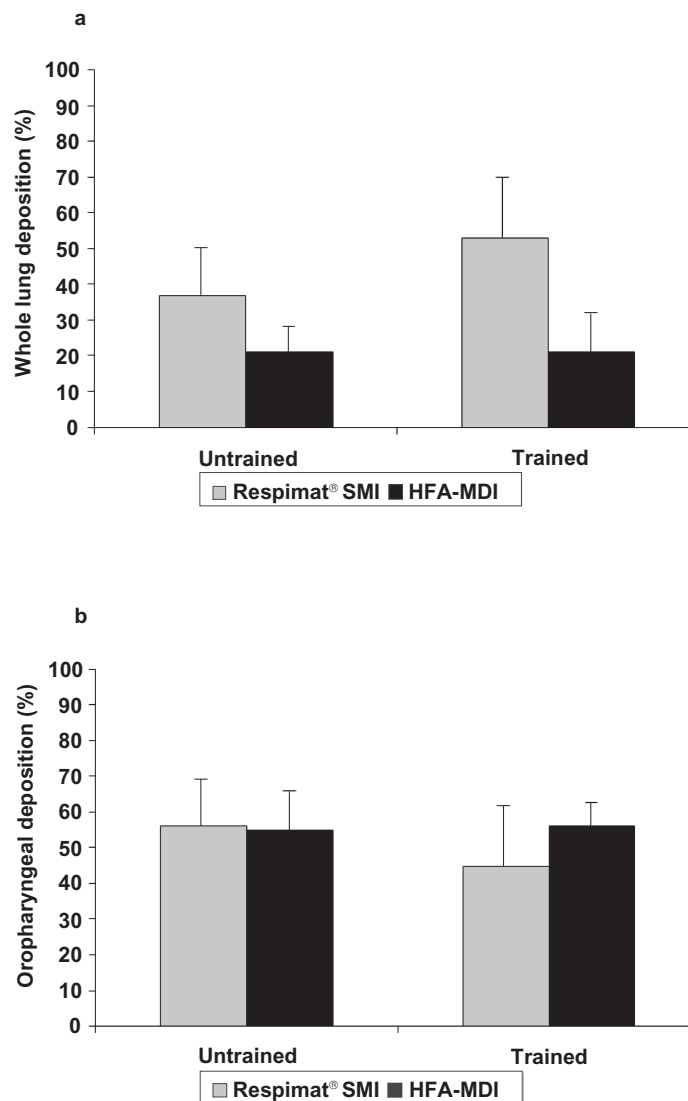 a
Whole lung deposition (%)
100
90
80
70
60
50
40
30
20
10
0
Untrained Trained
Respimat® SMI HFA-MDI
b
Oropharyngeal deposition (%)
100
90
80
70
60
50
40
30
20
10
0
Untrained Trained
Respimat® SMI HFA-MDI